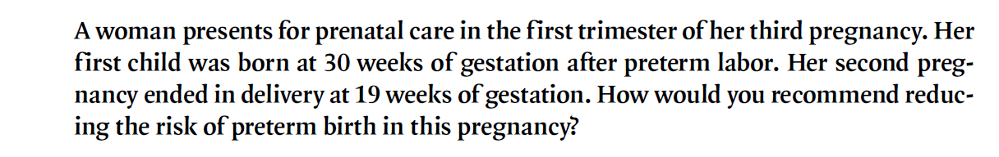 A woman presents for prenatal care in the first trimester of her third pregnancy. Her
first child was born at 30 weeks of gestation after preterm labor. Her second preg-
nancy ended in delivery at 19 weeks of gestation. How would you recommend reduc-
ing the risk of preterm birth in this pregnancy?